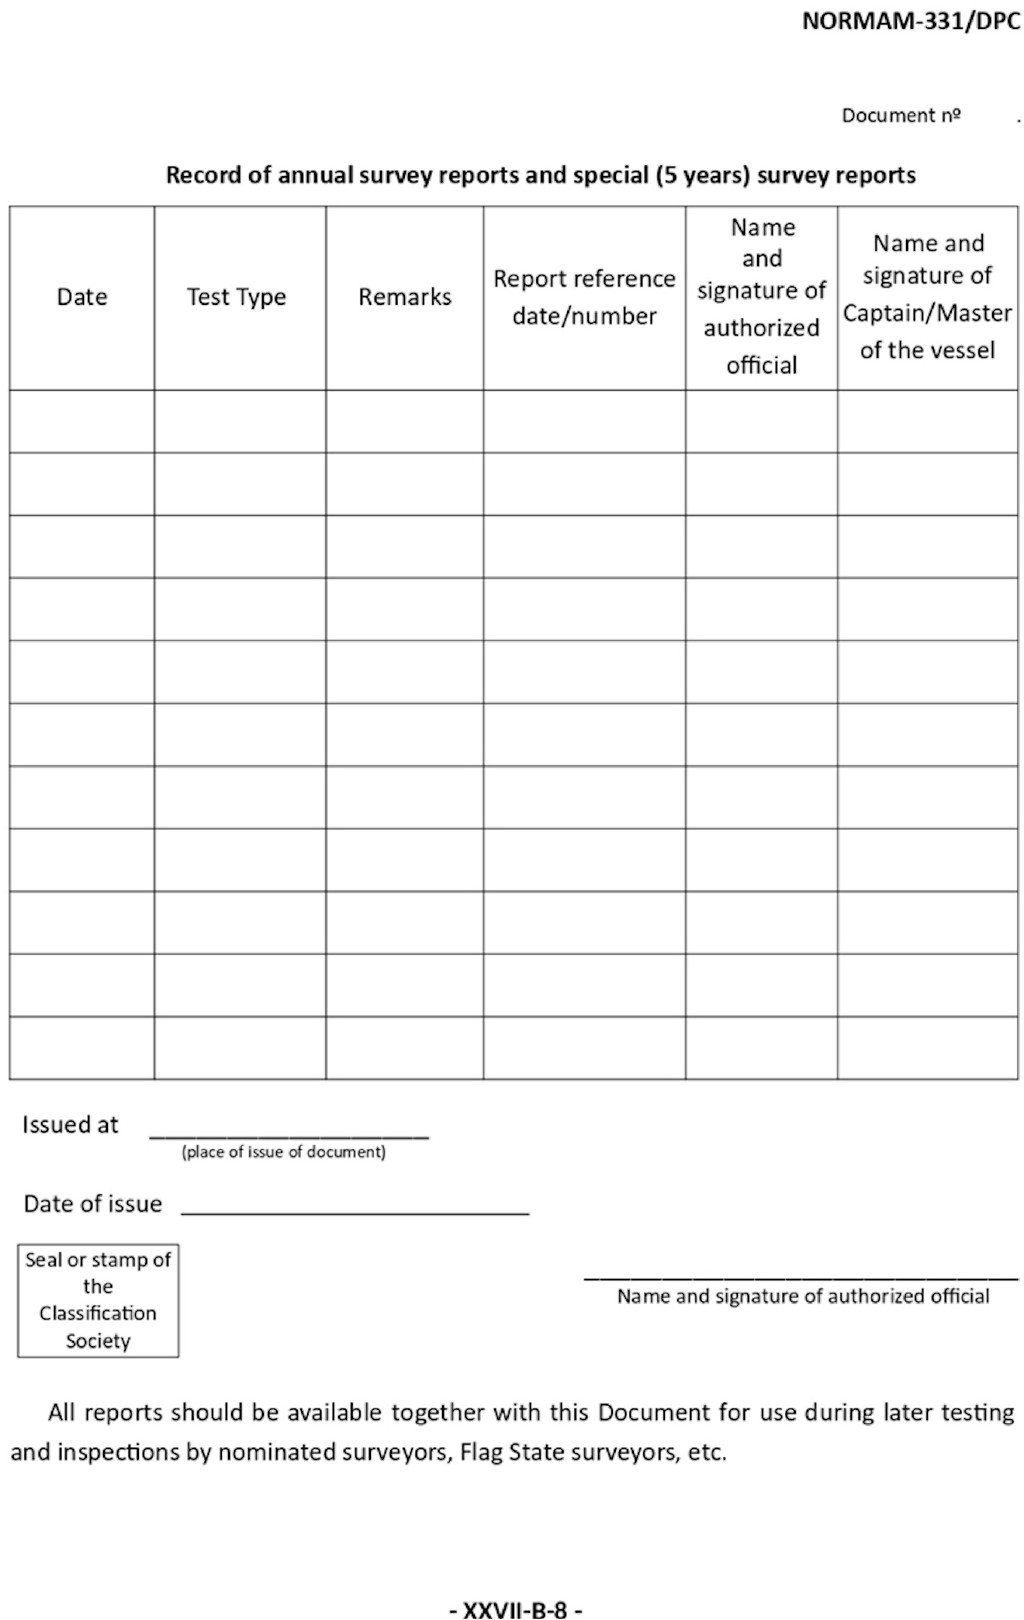 NORMAM-331/DPC
Document nº .
Record of annual survey reports and special (5 years) survey reports
Date
Test Type
Remarks
Report reference
date/number
Name
and
signature of
authorized
official
Name and
signature of
Captain/Master
of the vessel
Issued at
(place of issue of document)
Date of issue
Seal or stamp of
the
Classification
Society
Name and signature of authorized official
All reports should be available together with this Document for use during later testing
and inspections by nominated surveyors, Flag State surveyors, etc.
- XXVII-B-8 -